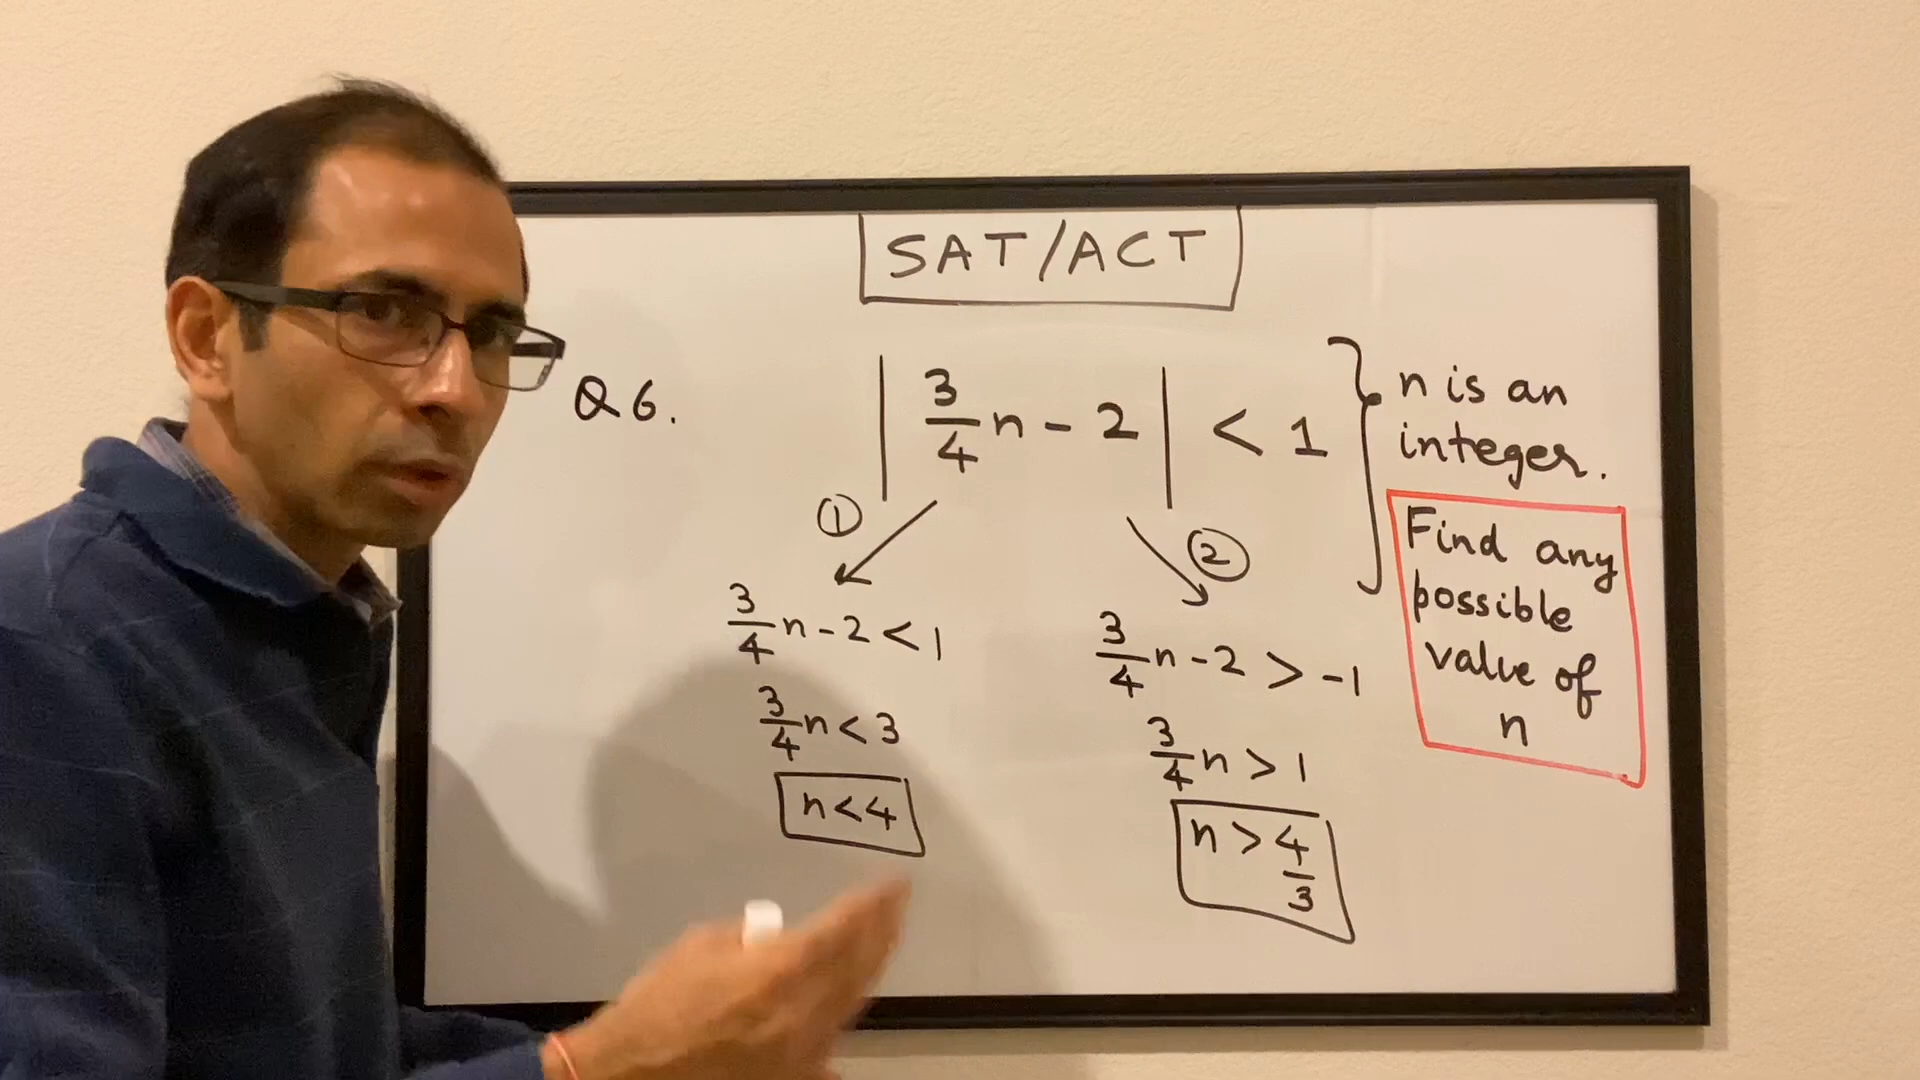 SAT/ACT
Q6.
|3/4 n - 2| < 1
n is an
integer.
Find any
possible
value of
n
①
3/4 n - 2 < 1
3/4 n < 3
n < 4
②
3/4 n - 2 > -1
3/4 n > 1
n > 4/3